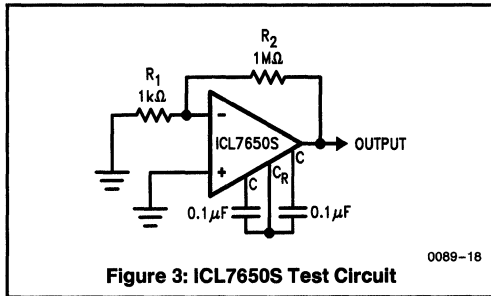 R2
1MΩ
R1
1kΩ
-
ICL7650S
+
OUTPUT
C
CR
C
0.1μF
0.1μF
0089-18
Figure 3: ICL7650S Test Circuit